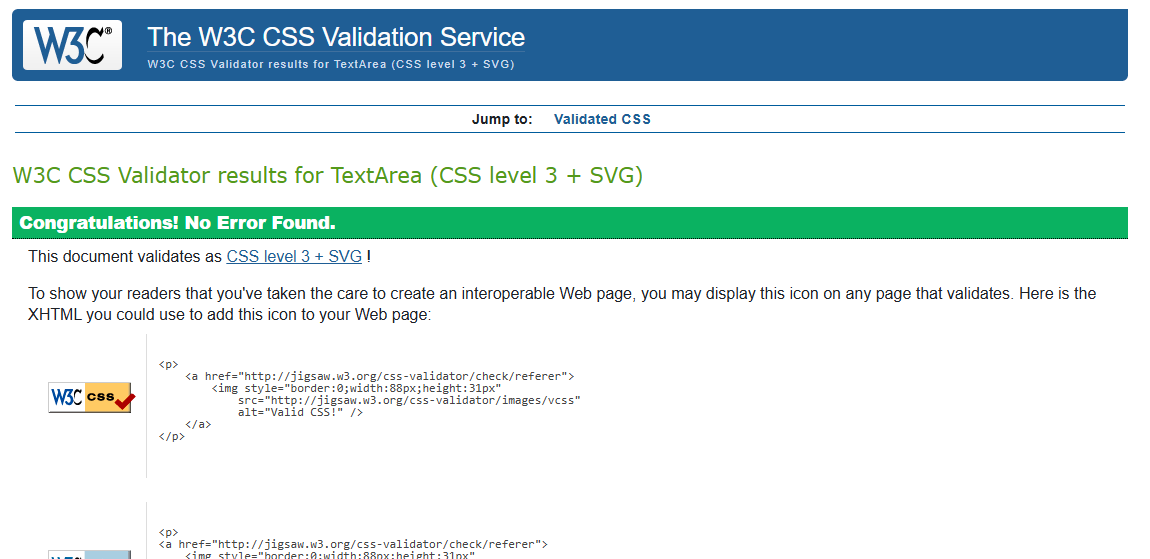 W3C® The W3C CSS Validation Service
W3C CSS Validator results for TextArea (CSS level 3 + SVG)
Jump to: Validated CSS
W3C CSS Validator results for TextArea (CSS level 3 + SVG)
Congratulations! No Error Found.
This document validates as CSS level 3 + SVG !
To show your readers that you've taken the care to create an interoperable Web page, you may display this icon on any page that validates. Here is the
XHTML you could use to add this icon to your Web page:
W3C css
<p>
    <a href="http://jigsaw.w3.org/css-validator/check/referer">
        <img style="border:0;width:88px;height:31px"
            src="http://jigsaw.w3.org/css-validator/images/vcss"
            alt="Valid CSS!" />
    </a>
</p>
<p>
<a href="http://jigsaw.w3.org/css-validator/check/referer">
    <img style="border:0;width:88px;height:31px"